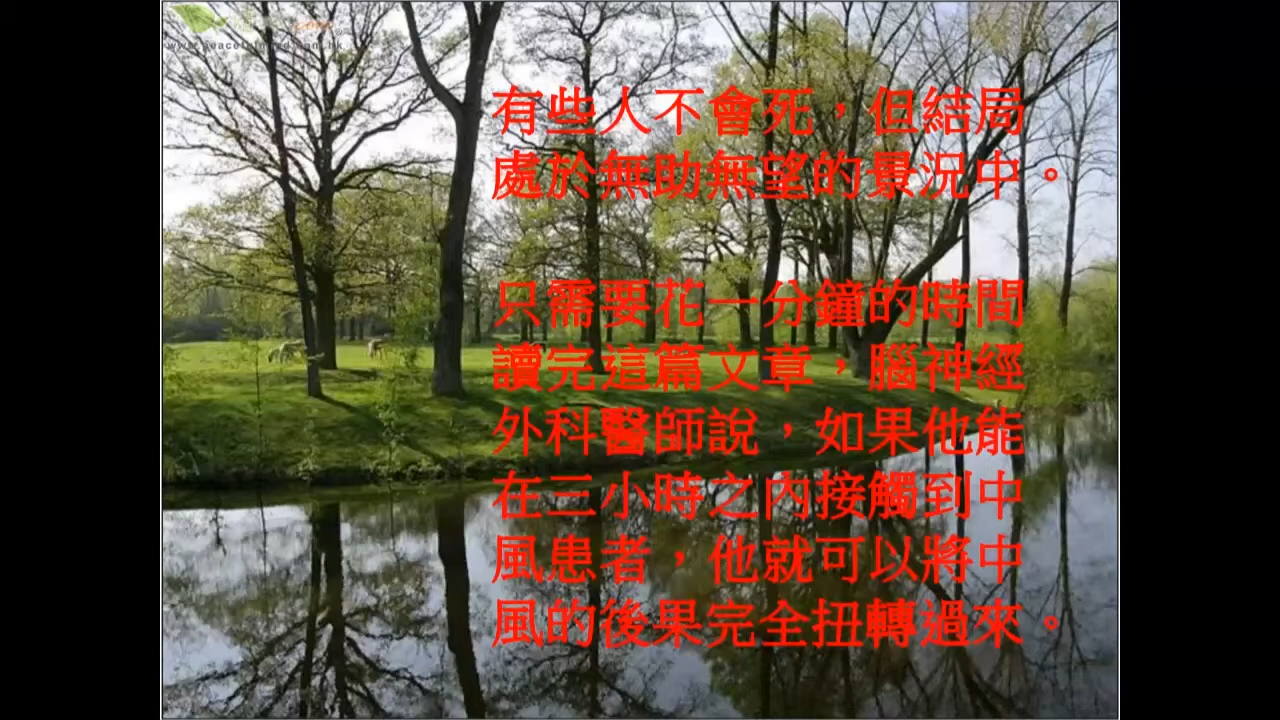 有些人不會死，但結局
處於無助無望的景況中。
只需要花一分鐘的時間
讀完這篇文章，腦神經
外科醫師說，如果他能
在三小時之內接觸到中
風患者，他就可以將中
風的後果完全扭轉過來。